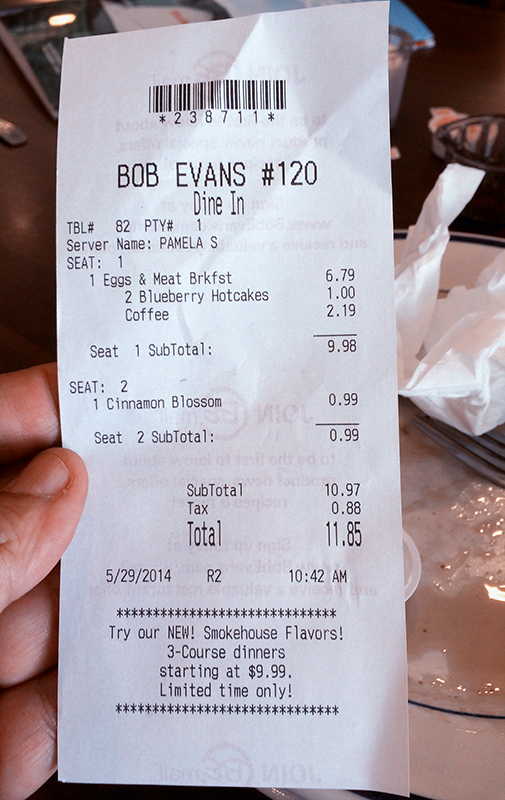 *238711*
BOB EVANS #120
Dine In
TBL# 82 PTY# 1
Server Name: PAMELA S
SEAT: 1
1 Eggs & Meat Brkfst 6.79
2 Blueberry Hotcakes 1.00
Coffee 2.19
Seat 1 SubTotal: 9.98
SEAT: 2
1 Cinnamon Blossom 0.99
Seat 2 SubTotal: 0.99
SubTotal 10.97
Tax 0.88
Total 11.85
5/29/2014 R2 10:42 AM
******************************
Try our NEW! Smokehouse Flavors!
3-Course dinners
starting at $9.99.
Limited time only!
******************************